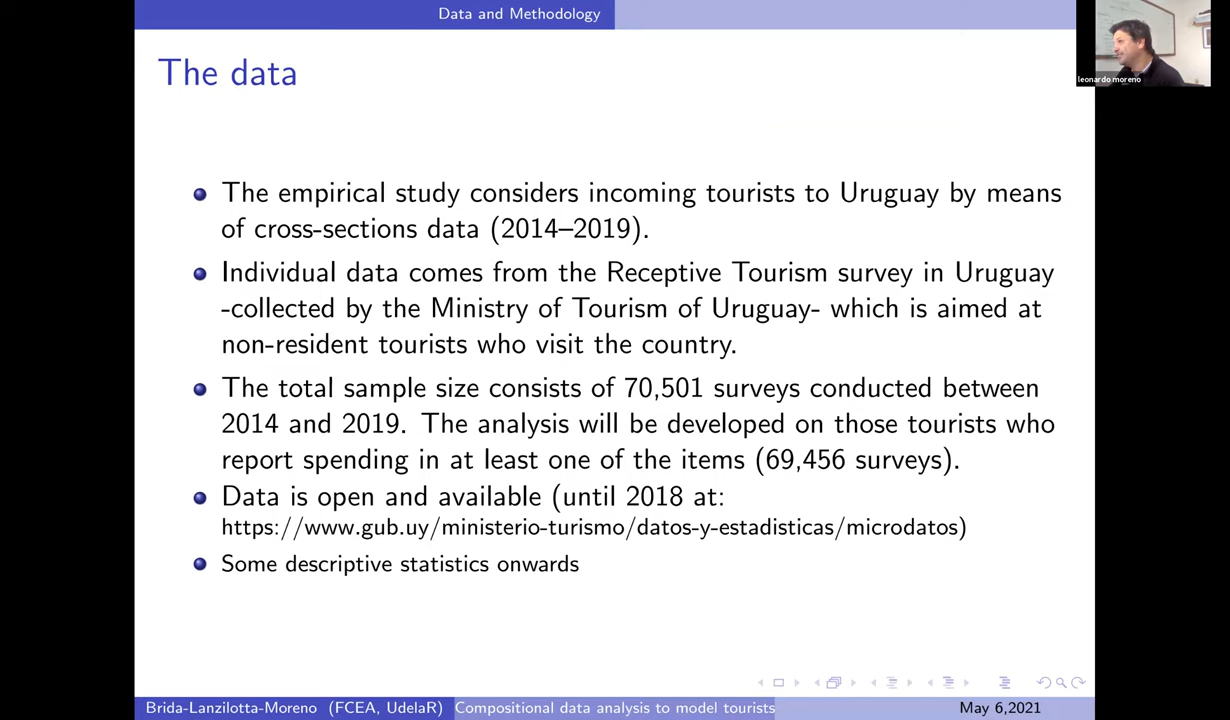 Data and Methodology
leonardo moreno
The data
The empirical study considers incoming tourists to Uruguay by means
of cross-sections data (2014–2019).
Individual data comes from the Receptive Tourism survey in Uruguay
-collected by the Ministry of Tourism of Uruguay- which is aimed at
non-resident tourists who visit the country.
The total sample size consists of 70,501 surveys conducted between
2014 and 2019. The analysis will be developed on those tourists who
report spending in at least one of the items (69,456 surveys).
Data is open and available (until 2018 at:
https://www.gub.uy/ministerio-turismo/datos-y-estadisticas/microdatos)
Some descriptive statistics onwards
Brida-Lanzilotta-Moreno (FCEA, UdelaR) Compositional data analysis to model tourists May 6,2021